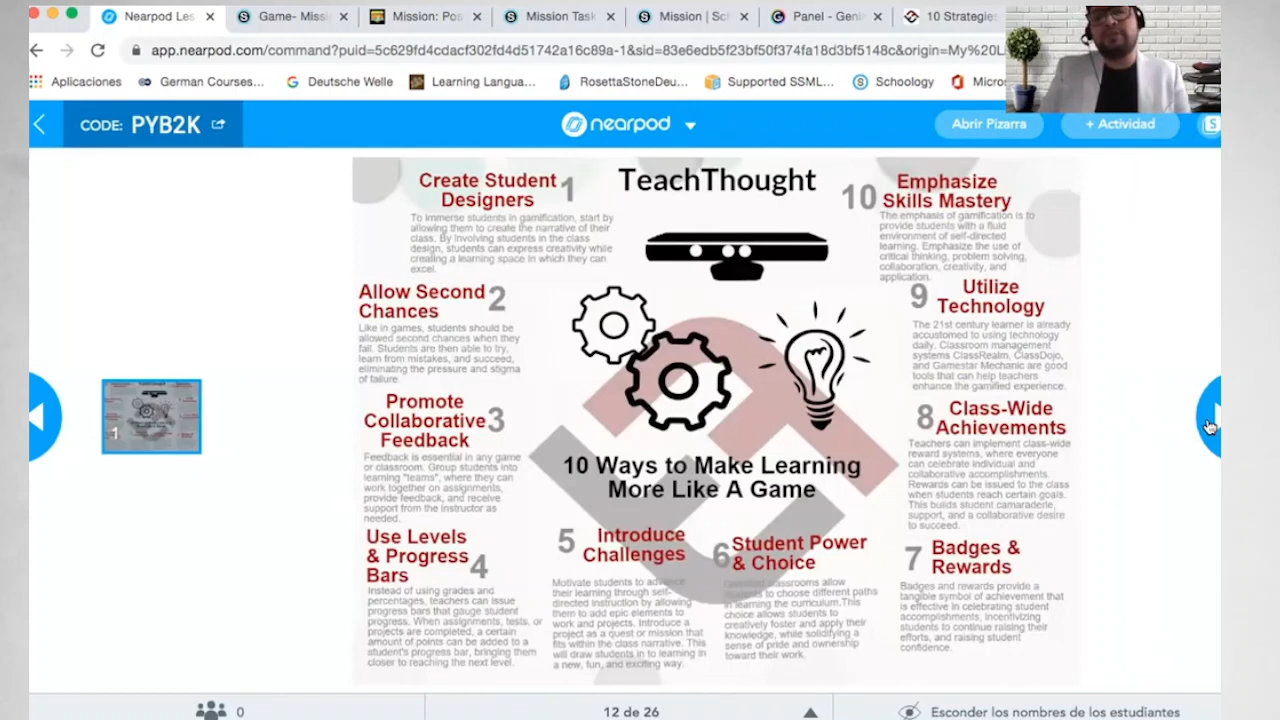 Nearpod Les
Game- Missi
Mission: Pos
Mission Task
Mission | Sch
Panel - Geni
10 Strategies
app.nearpod.com/command?puid=5c629fd4cdacf302fd4d51742a16c89a-1&sid=83e6edb5f23bf50f374fa18d3bf5148c&origin=My%20Li
Aplicaciones
German Courses...
Deutsche Welle
Learning Langua...
RosettaStoneDeu...
Supported SSML...
Schoology
Micros
CODE: PYB2K
nearpod
Abrir Pizarra
+ Actividad
S
TeachThought
Create Student
Designers
1
To immerse students in gamification, start by
allowing them to create the narrative of their
class. By involving students in the class
design, students can express creativity while
creating a learning space in which they can
excel.
Allow Second
Chances
2
Like in games, students should be
allowed second chances when they
fail. Students are then able to try,
learn from mistakes, and succeed,
eliminating the pressure and stigma
of failure.
Promote
Collaborative
Feedback
3
Feedback is essential in any game
or classroom. Group students into
learning "teams", where they can
work together on assignments,
provide feedback, and receive
support from the instructor as
needed.
Use Levels
& Progress
Bars
4
Instead of using grades and
percentages, teachers can issue
progress bars that gauge student
progress. When assignments, tests, or
projects are completed, a certain
amount of points can be added to a
student's progress bar, bringing them
closer to reaching the next level.
10 Ways to Make Learning
More Like A Game
5
Introduce
Challenges
Motivate students to advance
their learning through self-
directed instruction by allowing
them to add epic elements to
work and projects. Introduce a
project as a quest or mission that
fits within the class narrative. This
will draw students in to learning in
a new, fun, and exciting way.
6
Student Power
& Choice
Gamified classrooms allow
students to choose different paths
in learning the curriculum.This
choice allows students to
creatively foster and apply their
knowledge, while solidifying a
sense of pride and ownership
toward their work.
7
Badges &
Rewards
Badges and rewards provide a
tangible symbol of achievement that
is effective in celebrating student
accomplishments, incentivizing
students to continue raising their
efforts, and raising student
confidence.
8
Class-Wide
Achievements
Teachers can implement class-wide
reward systems, where everyone
can celebrate individual and
collaborative accomplishments.
Rewards can be issued to the class
when students reach certain goals.
This builds student camaraderie,
support, and a collaborative desire
to succeed.
9
Utilize
Technology
The 21st century learner is already
accustomed to using technology
daily. Classroom management
systems ClassRealm, ClassDojo,
and Gamestar Mechanic are good
tools that can help teachers
enhance the gamified experience.
10
Emphasize
Skills Mastery
The emphasis of gamification is to
provide students with a fluid
environment of self-directed
learning. Emphasize the use of
critical thinking, problem solving,
collaboration, creativity, and
application.
1
0
12 de 26
Esconder los nombres de los estudiantes